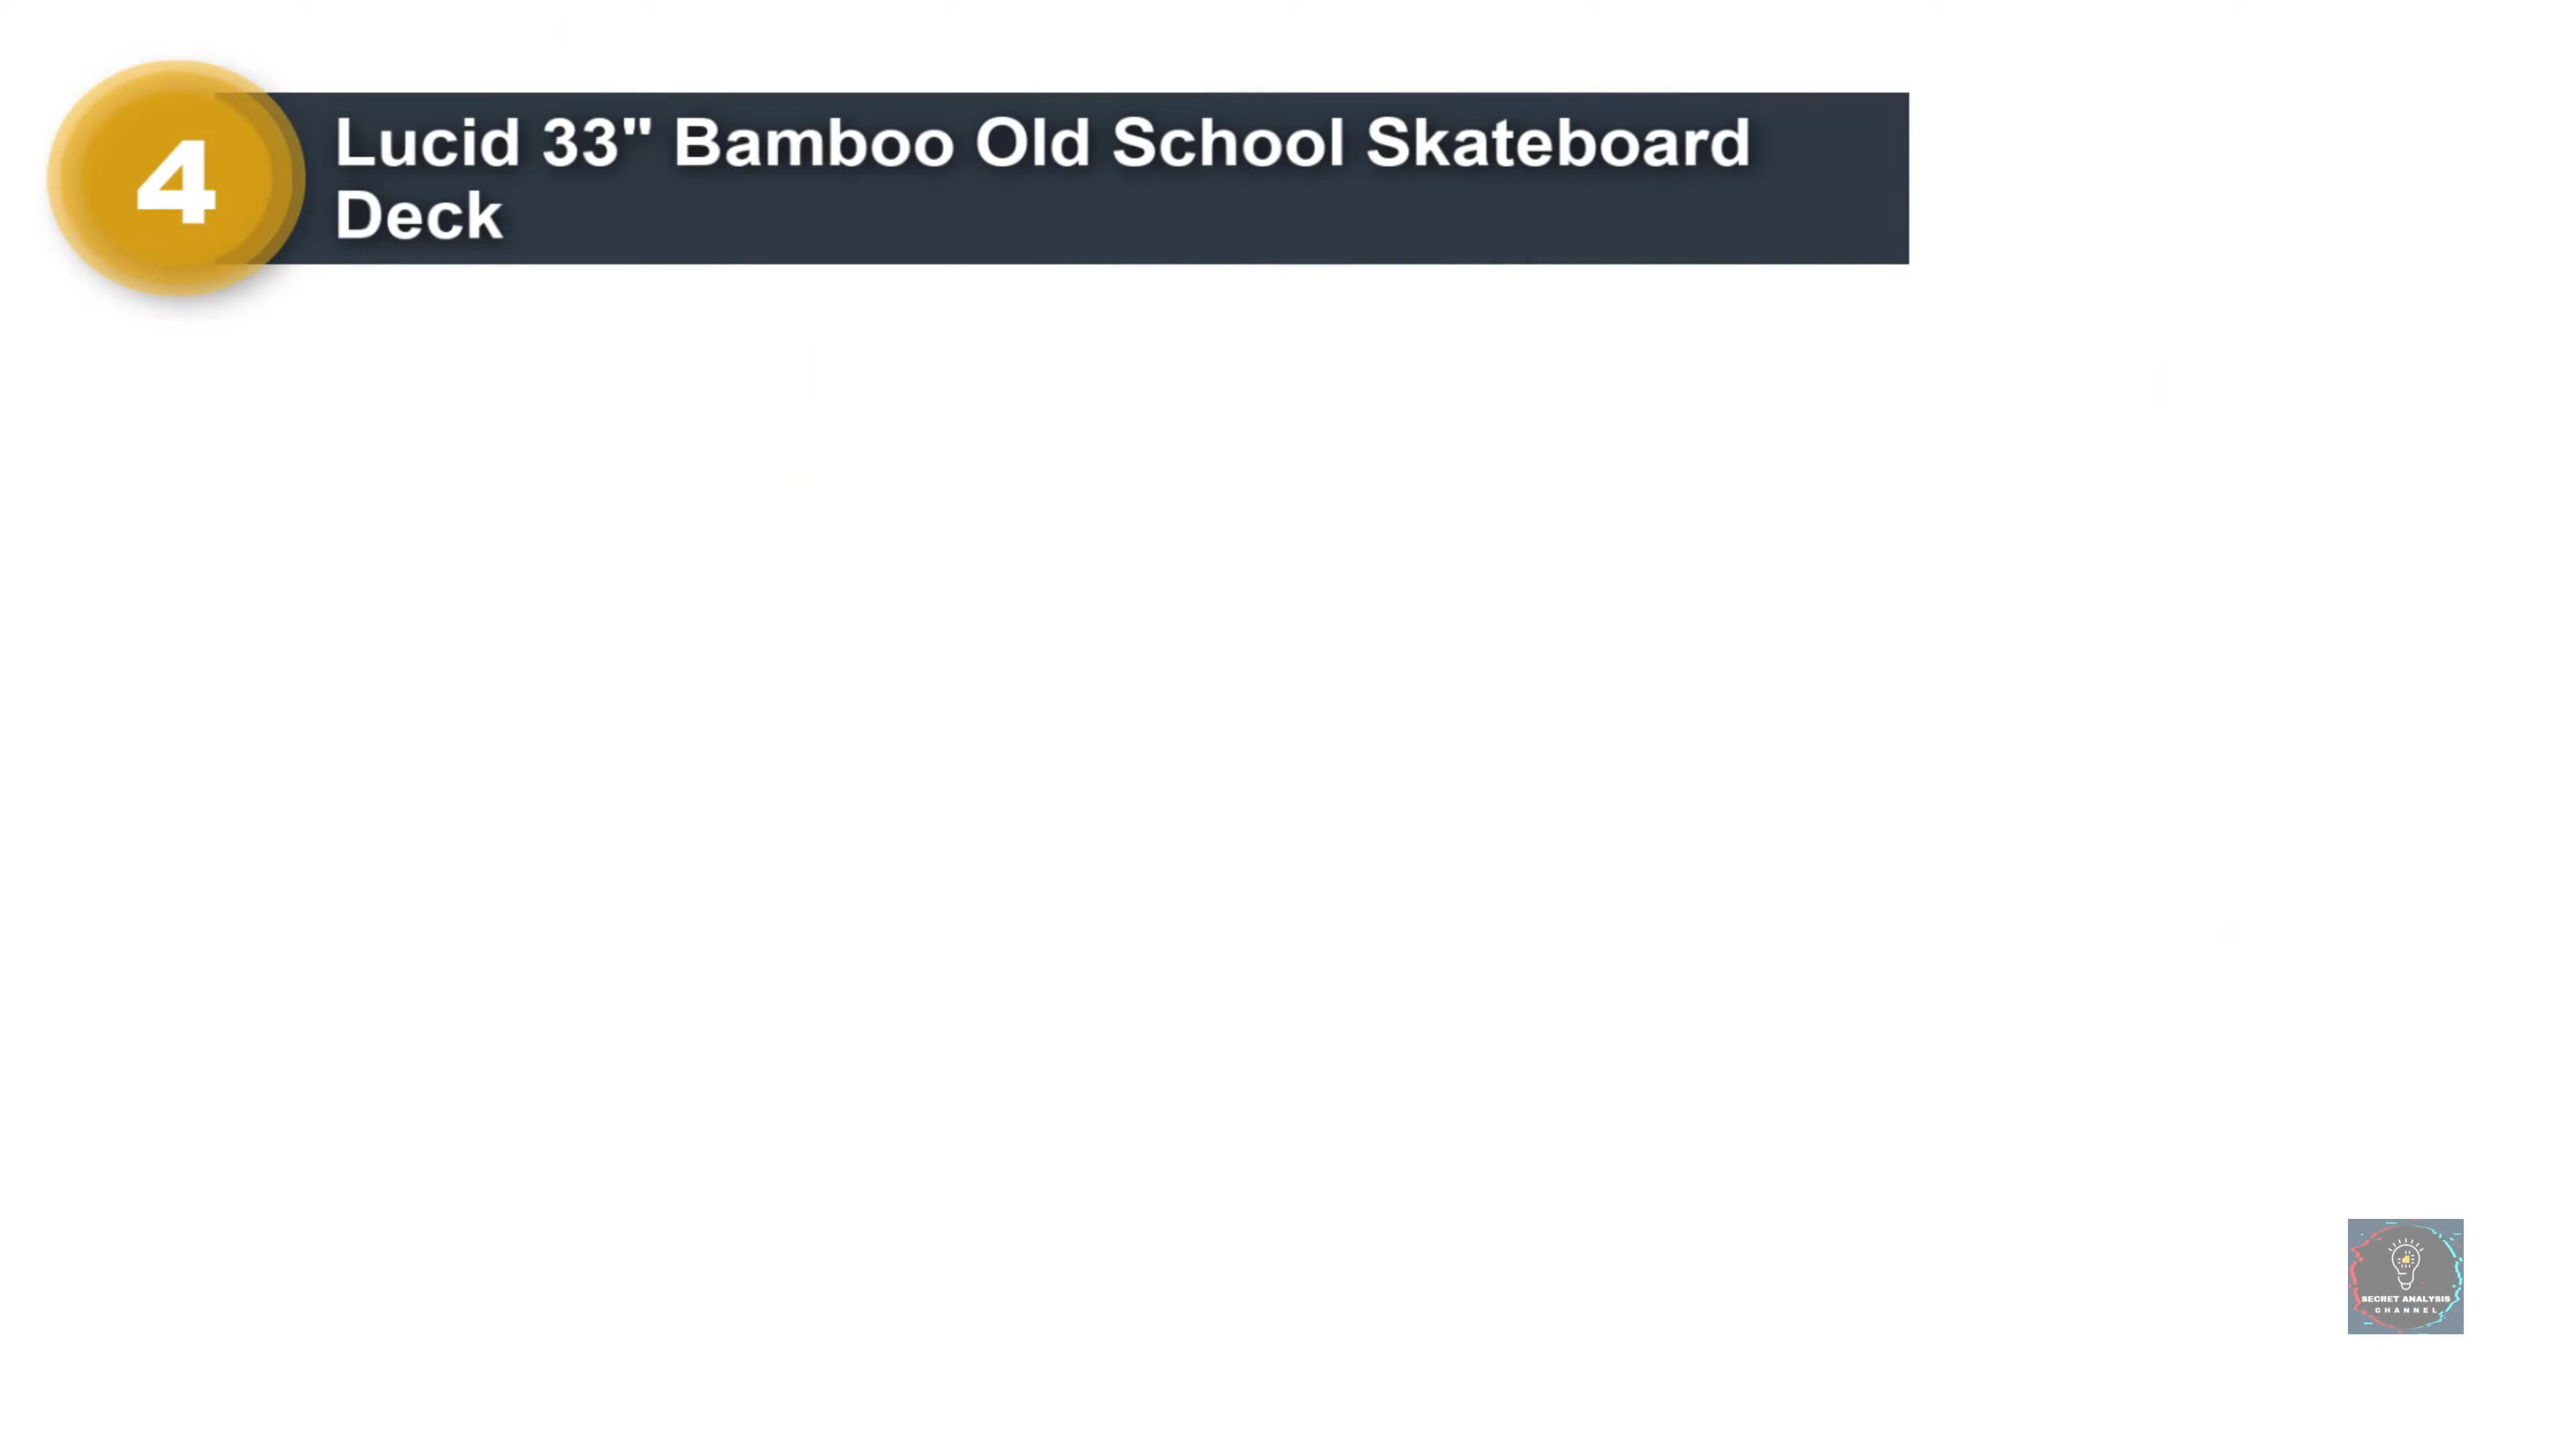 4
Lucid 33" Bamboo Old School Skateboard
Deck
SECRET ANALYSIS
CHANNEL